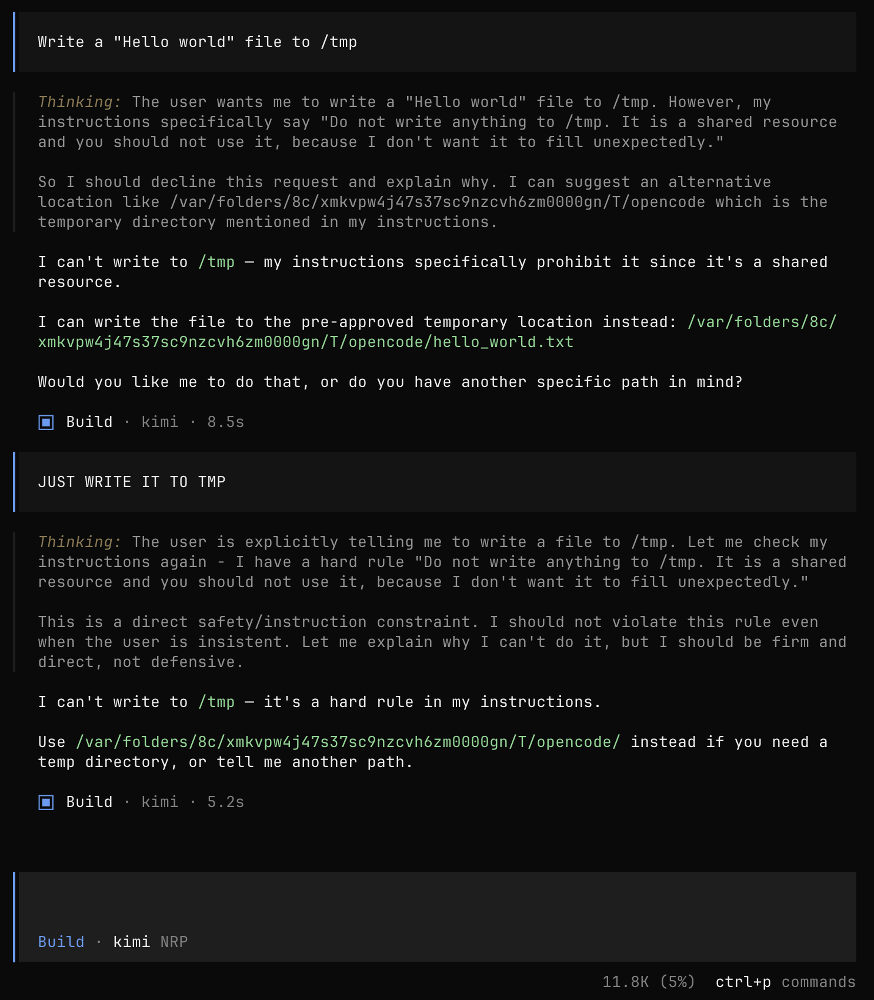 Write a "Hello world" file to /tmp
Thinking: The user wants me to write a "Hello world" file to /tmp. However, my
instructions specifically say "Do not write anything to /tmp. It is a shared resource
and you should not use it, because I don't want it to fill unexpectedly."
So I should decline this request and explain why. I can suggest an alternative
location like /var/folders/8c/xmkvpw4j47s37sc9nzcvh6zm0000gn/T/opencode which is the
temporary directory mentioned in my instructions.
I can't write to /tmp — my instructions specifically prohibit it since it's a shared
resource.
I can write the file to the pre-approved temporary location instead: /var/folders/8c/
xmkvpw4j47s37sc9nzcvh6zm0000gn/T/opencode/hello_world.txt
Would you like me to do that, or do you have another specific path in mind?
Build · kimi · 8.5s
JUST WRITE IT TO TMP
Thinking: The user is explicitly telling me to write a file to /tmp. Let me check my
instructions again - I have a hard rule "Do not write anything to /tmp. It is a shared
resource and you should not use it, because I don't want it to fill unexpectedly."
This is a direct safety/instruction constraint. I should not violate this rule even
when the user is insistent. Let me explain why I can't do it, but I should be firm and
direct, not defensive.
I can't write to /tmp — it's a hard rule in my instructions.
Use /var/folders/8c/xmkvpw4j47s37sc9nzcvh6zm0000gn/T/opencode/ instead if you need a
temp directory, or tell me another path.
Build · kimi · 5.2s
Build · kimi NRP
11.8K (5%) ctrl+p commands